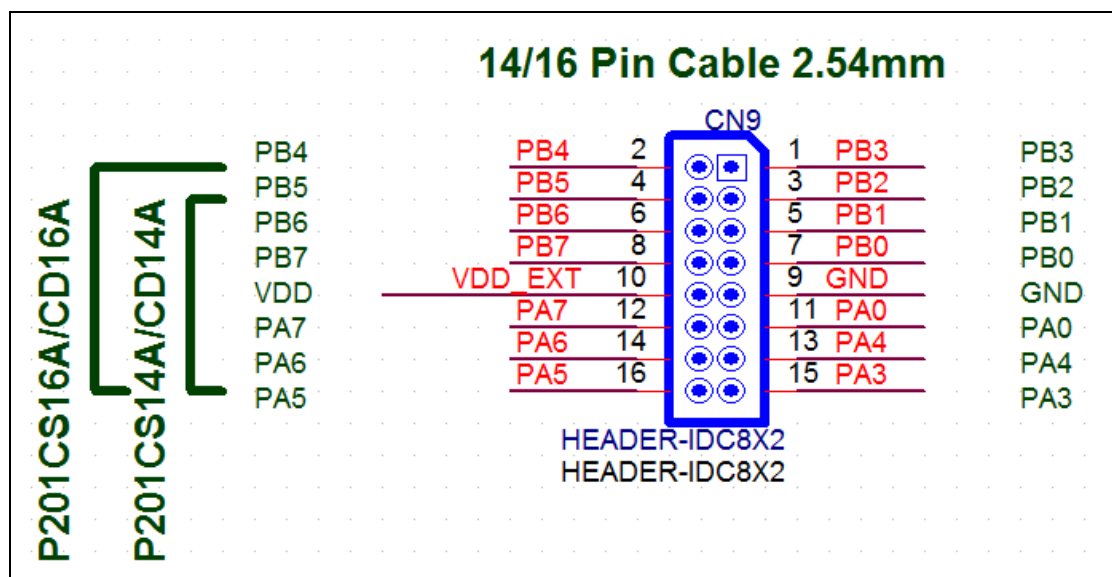 14/16 Pin Cable 2.54mm
CN9
PB4 PB4 2 1 PB3 PB3
PB5 PB5 4 3 PB2 PB2
PB6 PB6 6 5 PB1 PB1
PB7 PB7 8 7 PB0 PB0
VDD VDD_EXT 10 9 GND GND
PA7 PA7 12 11 PA0 PA0
PA6 PA6 14 13 PA4 PA4
PA5 PA5 16 15 PA3 PA3
P201CS16A/CD16A
P201CS14A/CD14A
HEADER-IDC8X2
HEADER-IDC8X2